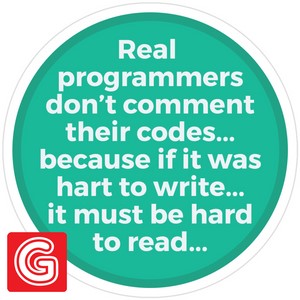 Real
programmers
don't comment
their codes...
because if it was
hart to write...
it must be hard
to read...
G